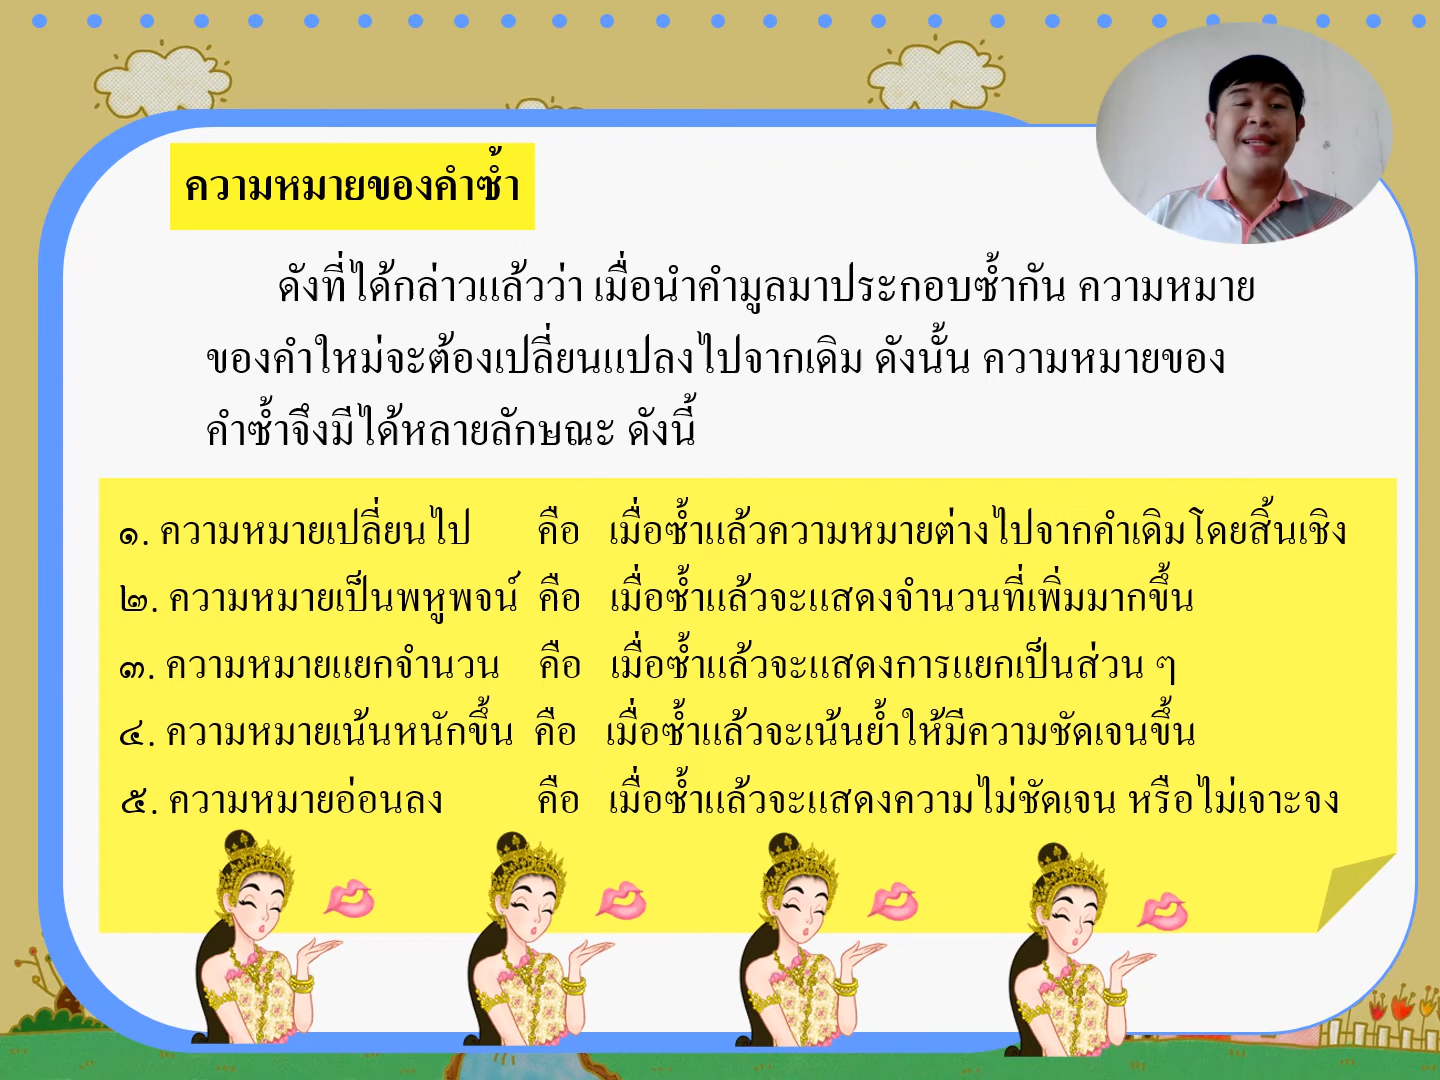 ความหมายของคำซ้ำ
ดังที่ได้กล่าวแล้วว่า เมื่อนำคำมูลมาประกอบซ้ำกัน ความหมาย
ของคำใหม่จะต้องเปลี่ยนแปลงไปจากเดิม ดังนั้น ความหมายของ
คำซ้ำจึงมีได้หลายลักษณะ ดังนี้
๑. ความหมายเปลี่ยนไป คือ เมื่อซ้ำแล้วความหมายต่างไปจากคำเดิมโดยสิ้นเชิง
๒. ความหมายเป็นพหูพจน์ คือ เมื่อซ้ำแล้วจะแสดงจำนวนที่เพิ่มมากขึ้น
๓. ความหมายแยกจำนวน คือ เมื่อซ้ำแล้วจะแสดงการแยกเป็นส่วน ๆ
๔. ความหมายเน้นหนักขึ้น คือ เมื่อซ้ำแล้วจะเน้นย้ำให้มีความชัดเจนขึ้น
๕. ความหมายอ่อนลง คือ เมื่อซ้ำแล้วจะแสดงความไม่ชัดเจน หรือไม่เจาะจง